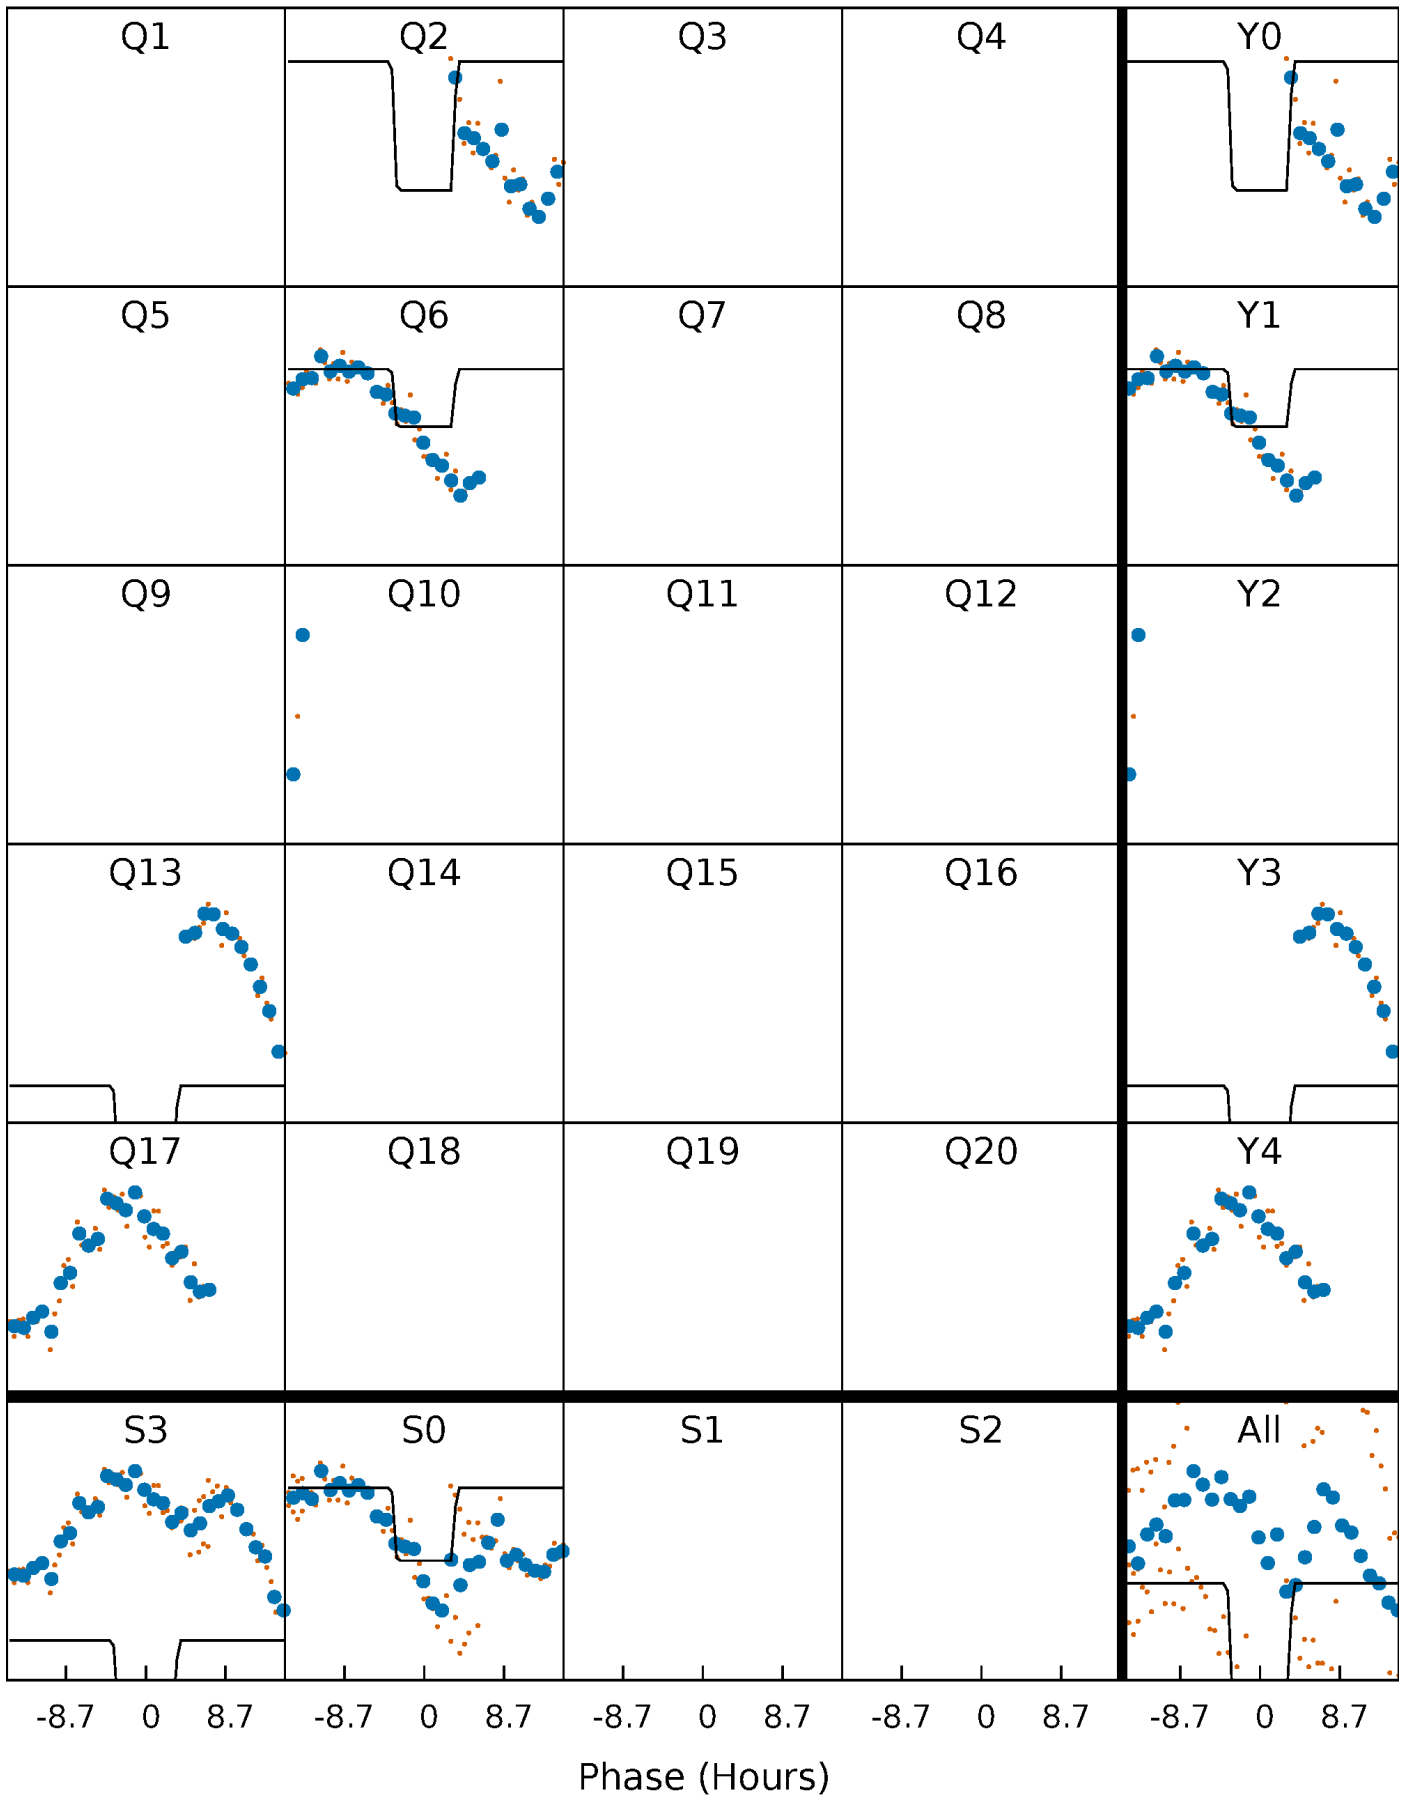 Q1 Q2 Q3 Q4 Y0
Q5 Q6 Q7 Q8 Y1
Q9 Q10 Q11 Q12 Y2
Q13 Q14 Q15 Q16 Y3
Q17 Q18 Q19 Q20 Y4
S3 S0 S1 S2 All
-8.7 0 8.7 -8.7 0 8.7 -8.7 0 8.7 -8.7 0 8.7 -8.7 0 8.7
Phase (Hours)